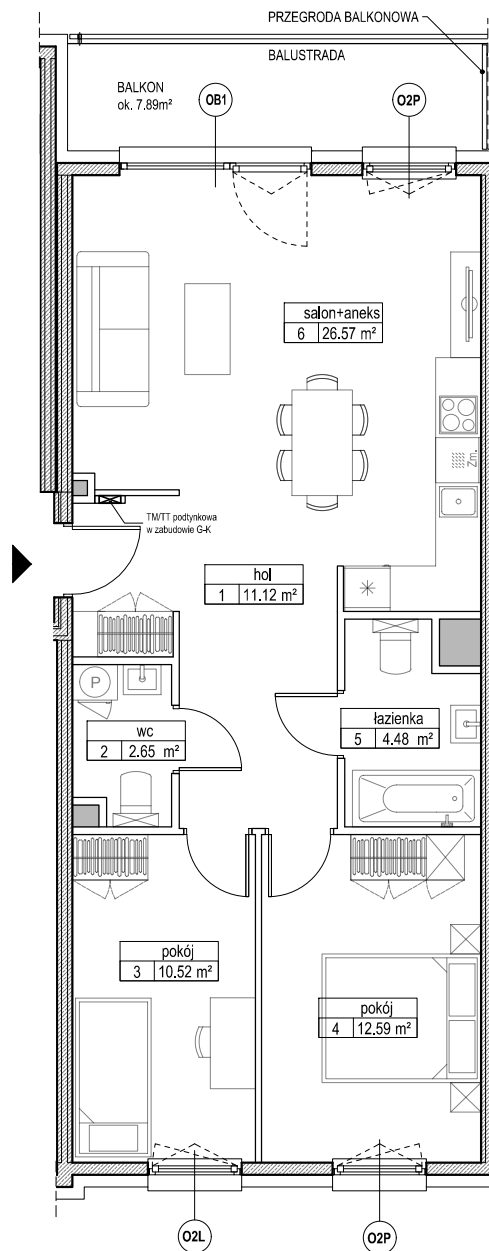 PRZEGRODA BALKONOWA
BALUSTRADA
BALKON
ok. 7.89m²
OB1
O2P
salon+aneks
6 26.57 m²
Zm.
TM/TT podtynkowa
w zabudowie G-K
hol
1 11.12 m²
P
wc
2 2.65 m²
łazienka
5 4.48 m²
pokój
3 10.52 m²
pokój
4 12.59 m²
O2L
O2P